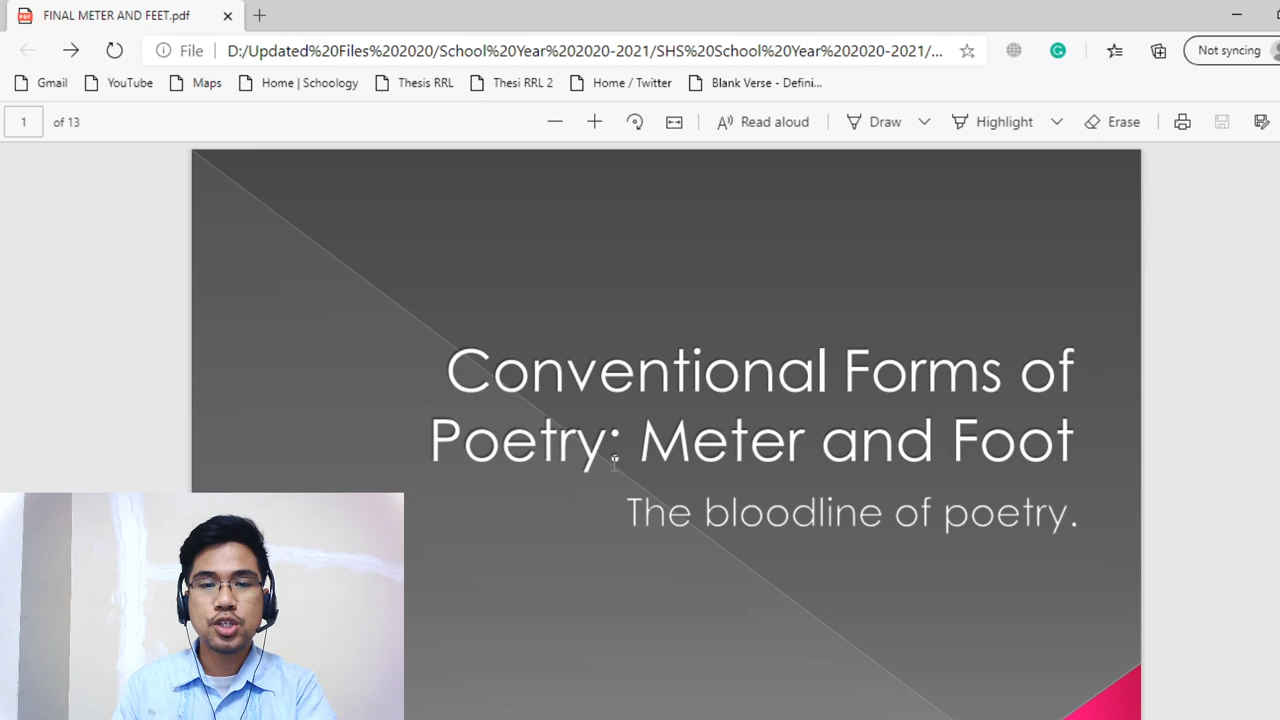 FINAL METER AND FEET.pdf
File D:/Updated%20Files%202020/School%20Year%202020-2021/SHS%20School%20Year%202020-2021/...
Not syncing
Gmail YouTube Maps Home | Schoology Thesis RRL Thesi RRL 2 Home / Twitter Blank Verse - Defini...
1 of 13 Read aloud Draw Highlight Erase
Conventional Forms of
Poetry: Meter and Foot
The bloodline of poetry.